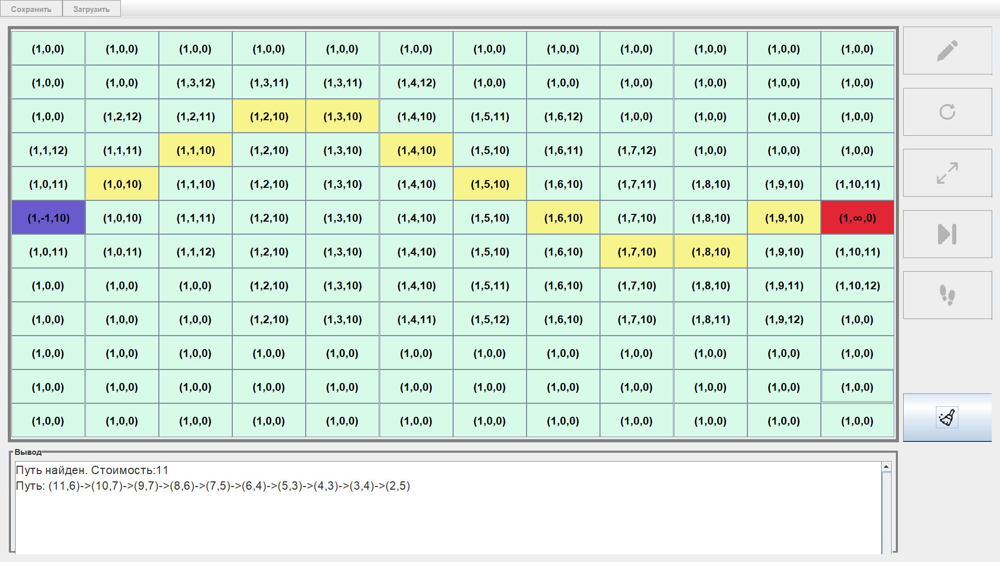 Сохранить Загрузить
(1,0,0) (1,0,0) (1,0,0) (1,0,0) (1,0,0) (1,0,0) (1,0,0) (1,0,0) (1,0,0) (1,0,0) (1,0,0) (1,0,0)
(1,0,0) (1,0,0) (1,3,12) (1,3,11) (1,3,11) (1,4,12) (1,0,0) (1,0,0) (1,0,0) (1,0,0) (1,0,0) (1,0,0)
(1,0,0) (1,2,12) (1,2,11) (1,2,10) (1,3,10) (1,4,10) (1,5,11) (1,6,12) (1,0,0) (1,0,0) (1,0,0) (1,0,0)
(1,1,12) (1,1,11) (1,1,10) (1,2,10) (1,3,10) (1,4,10) (1,5,10) (1,6,11) (1,7,12) (1,0,0) (1,0,0) (1,0,0)
(1,0,11) (1,0,10) (1,1,10) (1,2,10) (1,3,10) (1,4,10) (1,5,10) (1,6,10) (1,7,11) (1,8,10) (1,9,10) (1,10,11)
(1,-1,10) (1,0,10) (1,1,11) (1,2,10) (1,3,10) (1,4,10) (1,5,10) (1,6,10) (1,7,10) (1,8,10) (1,9,10) (1,∞,0)
(1,0,11) (1,0,11) (1,1,12) (1,2,10) (1,3,10) (1,4,10) (1,5,10) (1,6,10) (1,7,10) (1,8,10) (1,9,10) (1,10,11)
(1,0,0) (1,0,0) (1,0,0) (1,2,10) (1,3,10) (1,4,10) (1,5,11) (1,6,10) (1,7,10) (1,8,10) (1,9,11) (1,10,12)
(1,0,0) (1,0,0) (1,0,0) (1,2,10) (1,3,10) (1,4,11) (1,5,12) (1,6,10) (1,7,10) (1,8,11) (1,9,12) (1,0,0)
(1,0,0) (1,0,0) (1,0,0) (1,0,0) (1,0,0) (1,0,0) (1,0,0) (1,0,0) (1,0,0) (1,0,0) (1,0,0) (1,0,0)
(1,0,0) (1,0,0) (1,0,0) (1,0,0) (1,0,0) (1,0,0) (1,0,0) (1,0,0) (1,0,0) (1,0,0) (1,0,0) (1,0,0)
(1,0,0) (1,0,0) (1,0,0) (1,0,0) (1,0,0) (1,0,0) (1,0,0) (1,0,0) (1,0,0) (1,0,0) (1,0,0) (1,0,0)
Вывод
Путь найден. Стоимость:11
Путь: (11,6)->(10,7)->(9,7)->(8,6)->(7,5)->(6,4)->(5,3)->(4,3)->(3,4)->(2,5)